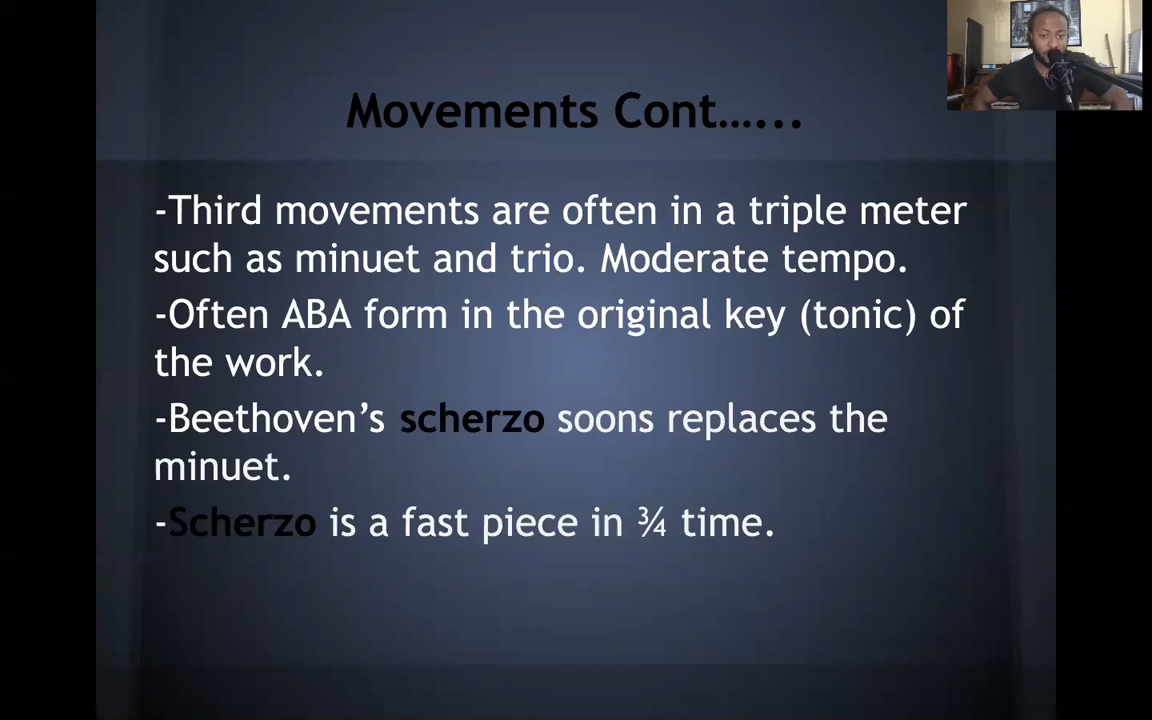 Movements Cont…...
-Third movements are often in a triple meter
such as minuet and trio. Moderate tempo.
-Often ABA form in the original key (tonic) of
the work.
-Beethoven’s scherzo soons replaces the
minuet.
-Scherzo is a fast piece in ¾ time.